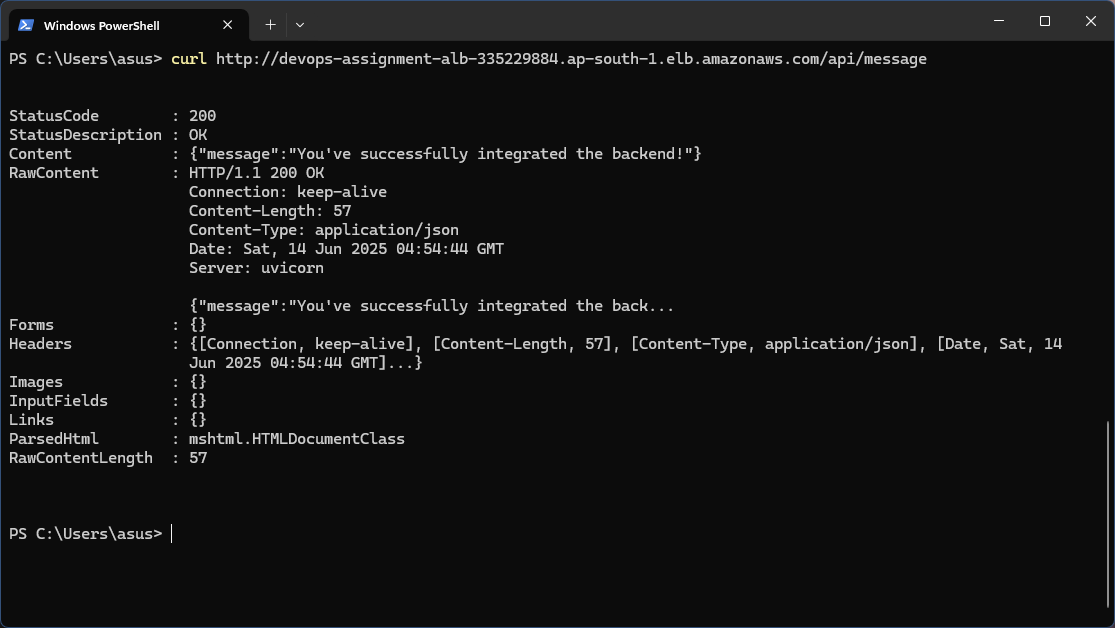 Windows PowerShell
PS C:\Users\asus> curl http://devops-assignment-alb-335229884.ap-south-1.elb.amazonaws.com/api/message
StatusCode        : 200
StatusDescription : OK
Content           : {"message":"You've successfully integrated the backend!"}
RawContent        : HTTP/1.1 200 OK
                    Connection: keep-alive
                    Content-Length: 57
                    Content-Type: application/json
                    Date: Sat, 14 Jun 2025 04:54:44 GMT
                    Server: uvicorn
                    {"message":"You've successfully integrated the back...
Forms             : {}
Headers           : {[Connection, keep-alive], [Content-Length, 57], [Content-Type, application/json], [Date, Sat, 14
                    Jun 2025 04:54:44 GMT]...}
Images            : {}
InputFields       : {}
Links             : {}
ParsedHtml        : mshtml.HTMLDocumentClass
RawContentLength  : 57
PS C:\Users\asus>